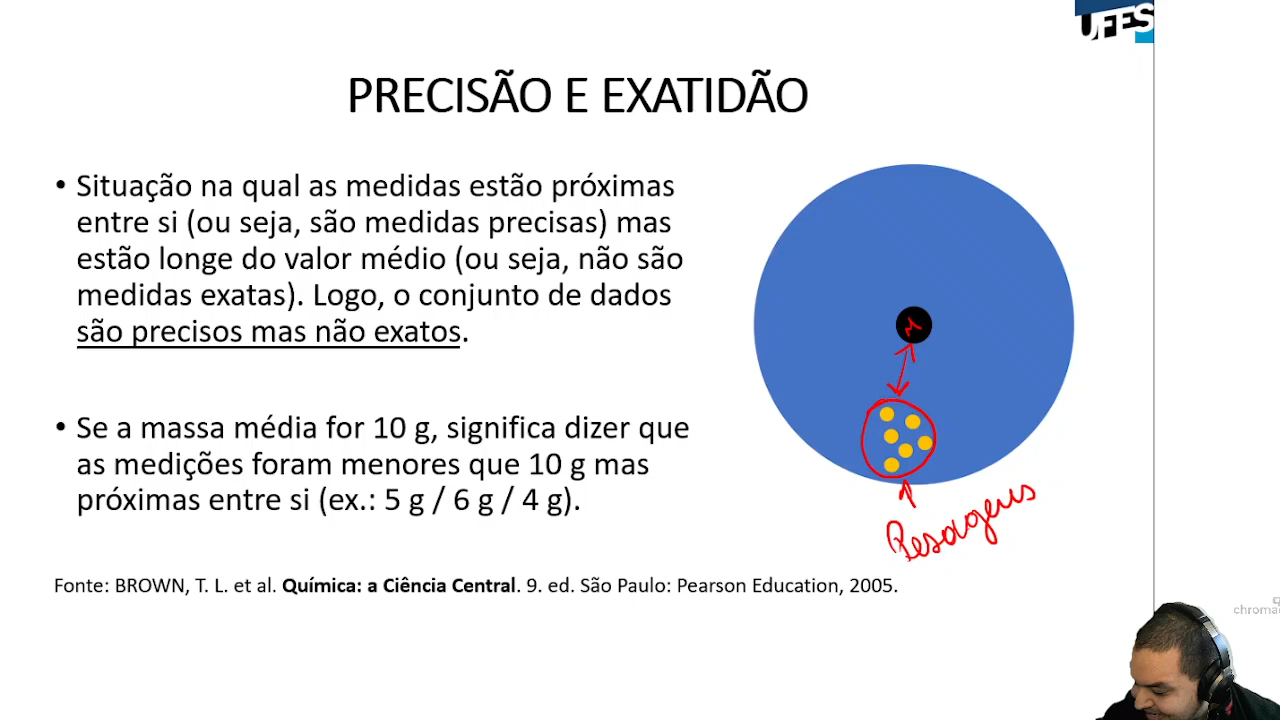 UFES
PRECISÃO E EXATIDÃO
• Situação na qual as medidas estão próximas
entre si (ou seja, são medidas precisas) mas
estão longe do valor médio (ou seja, não são
medidas exatas). Logo, o conjunto de dados
são precisos mas não exatos.
• Se a massa média for 10 g, significa dizer que
as medições foram menores que 10 g mas
próximas entre si (ex.: 5 g / 6 g / 4 g).
Pesagens
Fonte: BROWN, T. L. et al. Química: a Ciência Central. 9. ed. São Paulo: Pearson Education, 2005.